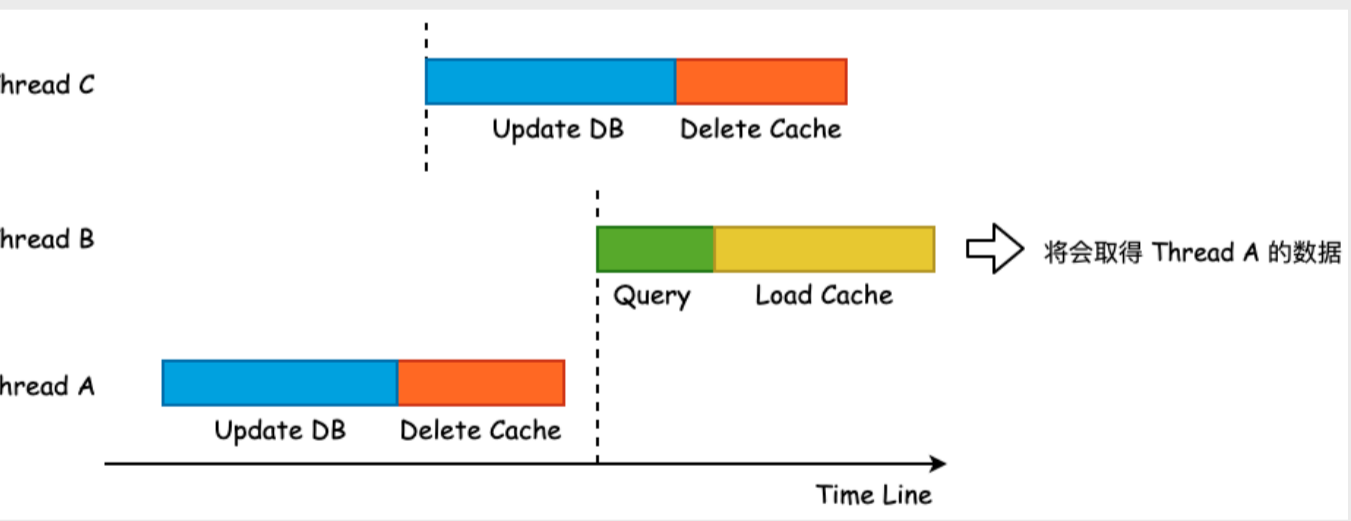 hread C
Update DB Delete Cache
hread B
将会取得 Thread A 的数据
Query Load Cache
hread A
Update DB Delete Cache
Time Line